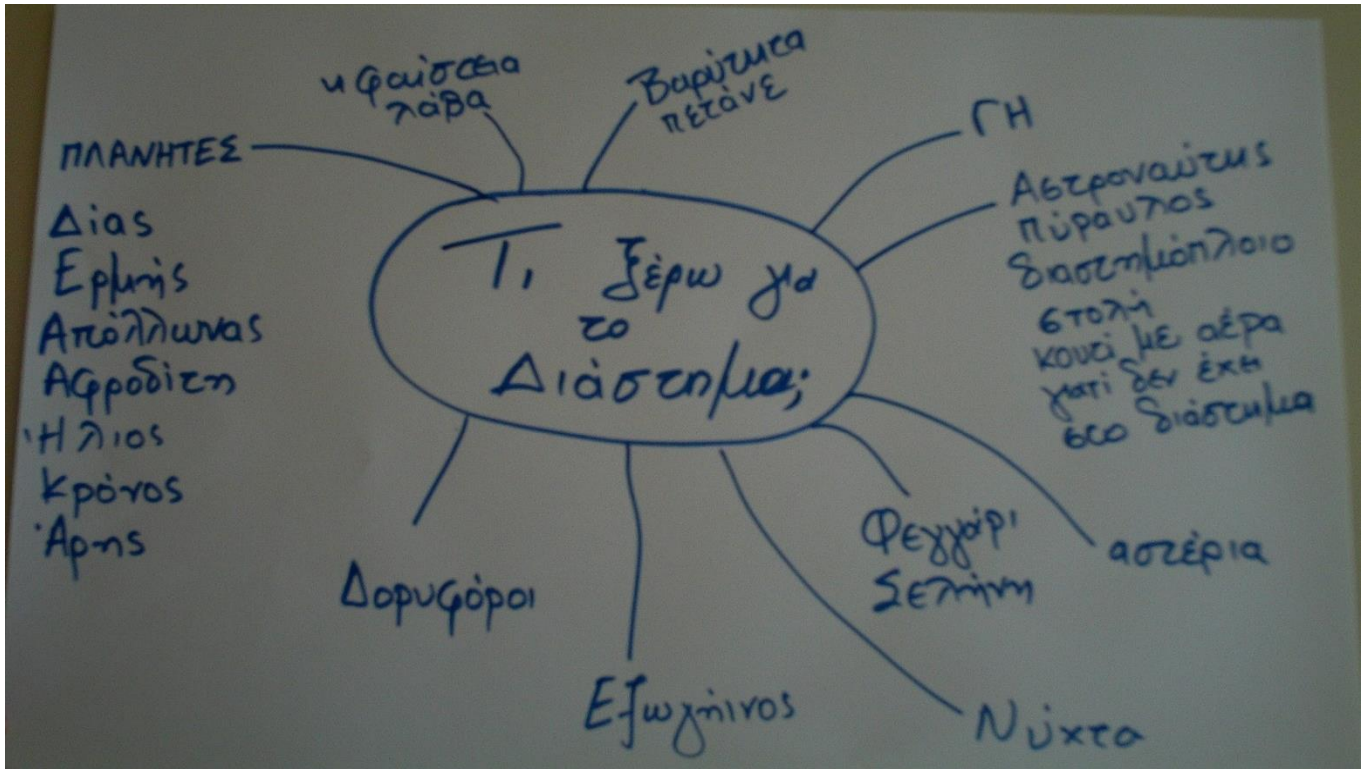 ηφαίστεια
λάβα
Βαρύτητα
πετάνε
ΓΗ
ΠΛΑΝΗΤΕΣ
Δίας
Ερμής
Απόλλωνας
Αφροδίτη
Ήλιος
Κρόνος
Άρης
Τι ξέρω για
το
Διάστημα;
Αστροναύτης
πύραυλος
διαστημόπλοιο
στολή
κουτί με αέρα
γιατί δεν έχει
στο διάστημα
αστέρια
Φεγγάρι
Σελήνη
Νύχτα
Εξωγήινος
Δορυφόροι